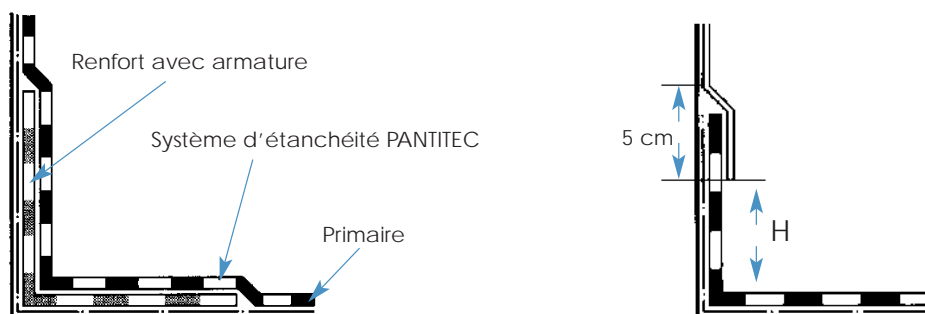 Renfort avec armature
Système d'étanchéité PANTITEC
Primaire
5 cm
H